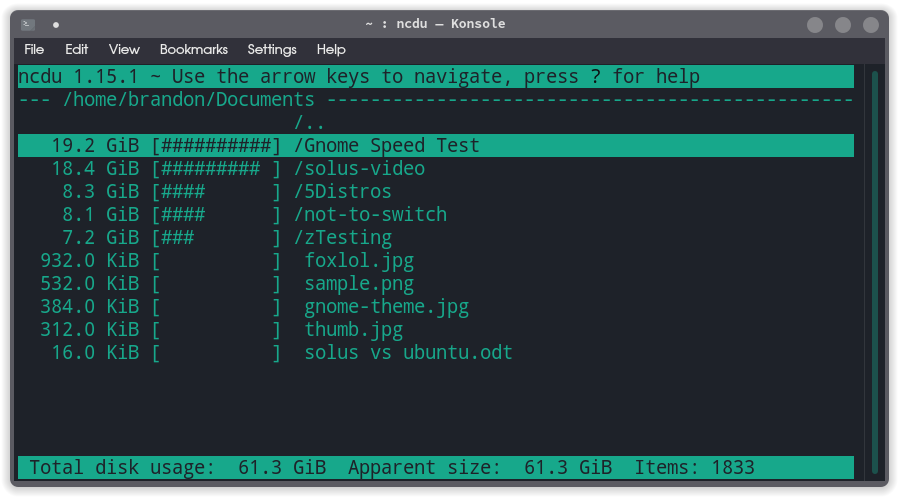 ~ : ncdu — Konsole
File Edit View Bookmarks Settings Help
ncdu 1.15.1 ~ Use the arrow keys to navigate, press ? for help
--- /home/brandon/Documents ------------------------------------------------
/..
19.2 GiB [##########] /Gnome Speed Test
18.4 GiB [######### ] /solus-video
8.3 GiB [####      ] /5Distros
8.1 GiB [####      ] /not-to-switch
7.2 GiB [###       ] /zTesting
932.0 KiB [          ]  foxlol.jpg
532.0 KiB [          ]  sample.png
384.0 KiB [          ]  gnome-theme.jpg
312.0 KiB [          ]  thumb.jpg
16.0 KiB [          ]  solus vs ubuntu.odt
Total disk usage:  61.3 GiB  Apparent size:  61.3 GiB  Items: 1833